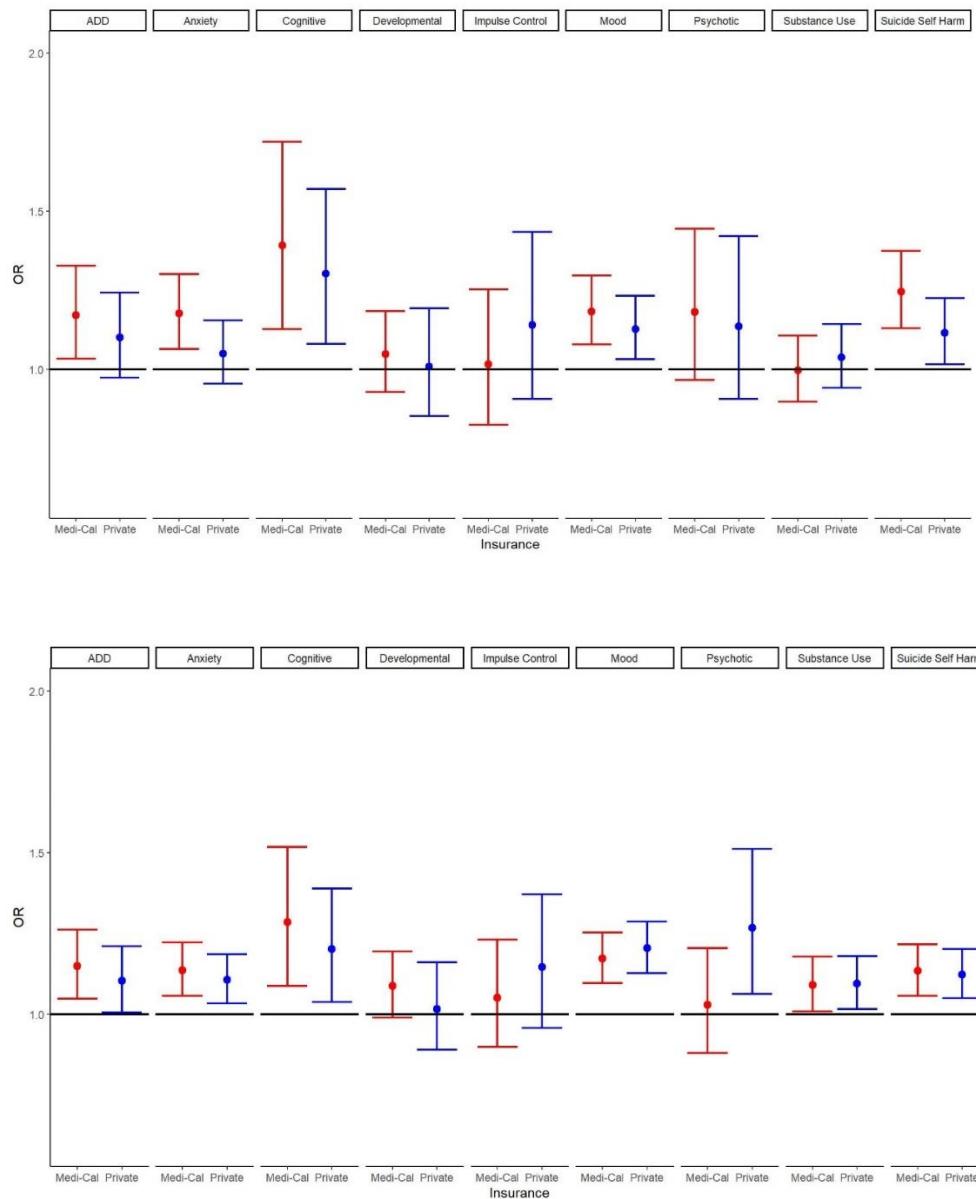 ADD Anxiety Cognitive Developmental Impulse Control Mood Psychotic Substance Use Suicide Self Harm
2.0
1.5
OR
1.0
Medi-Cal Private Medi-Cal Private Medi-Cal Private Medi-Cal Private Medi-Cal Private Medi-Cal Private Medi-Cal Private Medi-Cal Private Medi-Cal Private
Insurance
ADD Anxiety Cognitive Developmental Impulse Control Mood Psychotic Substance Use Suicide Self Harm
2.0
1.5
OR
1.0
Medi-Cal Private Medi-Cal Private Medi-Cal Private Medi-Cal Private Medi-Cal Private Medi-Cal Private Medi-Cal Private Medi-Cal Private Medi-Cal Private
Insurance